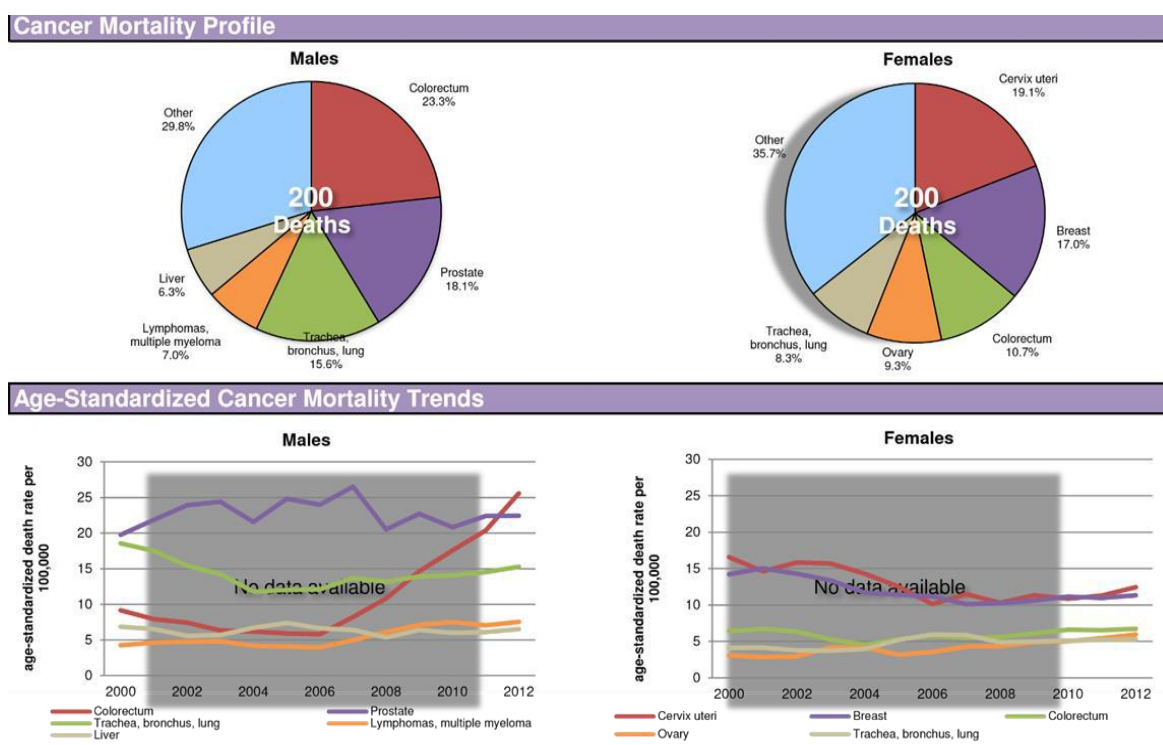 Cancer Mortality Profile
Males
Colorectum
23.3%
Other
29.8%
200
Deaths
Prostate
18.1%
Liver
6.3%
Lymphomas,
multiple myeloma
7.0%
Trachea,
bronchus, lung
15.6%
Females
Cervix uteri
19.1%
Other
35.7%
200
Deaths
Breast
17.0%
Trachea,
bronchus, lung
8.3%
Ovary
9.3%
Colorectum
10.7%
Age-Standardized Cancer Mortality Trends
Males
age-standardized death rate per
100,000
30
25
20
15
10
5
0
No data available
2000 2002 2004 2006 2008 2010 2012
Colorectum Prostate
Trachea, bronchus, lung Lymphomas, multiple myeloma
Liver
Females
age-standardized death rate per
100,000
30
25
20
15
10
5
0
No data available
2000 2002 2004 2006 2008 2010 2012
Cervix uteri Breast Colorectum
Ovary Trachea, bronchus, lung